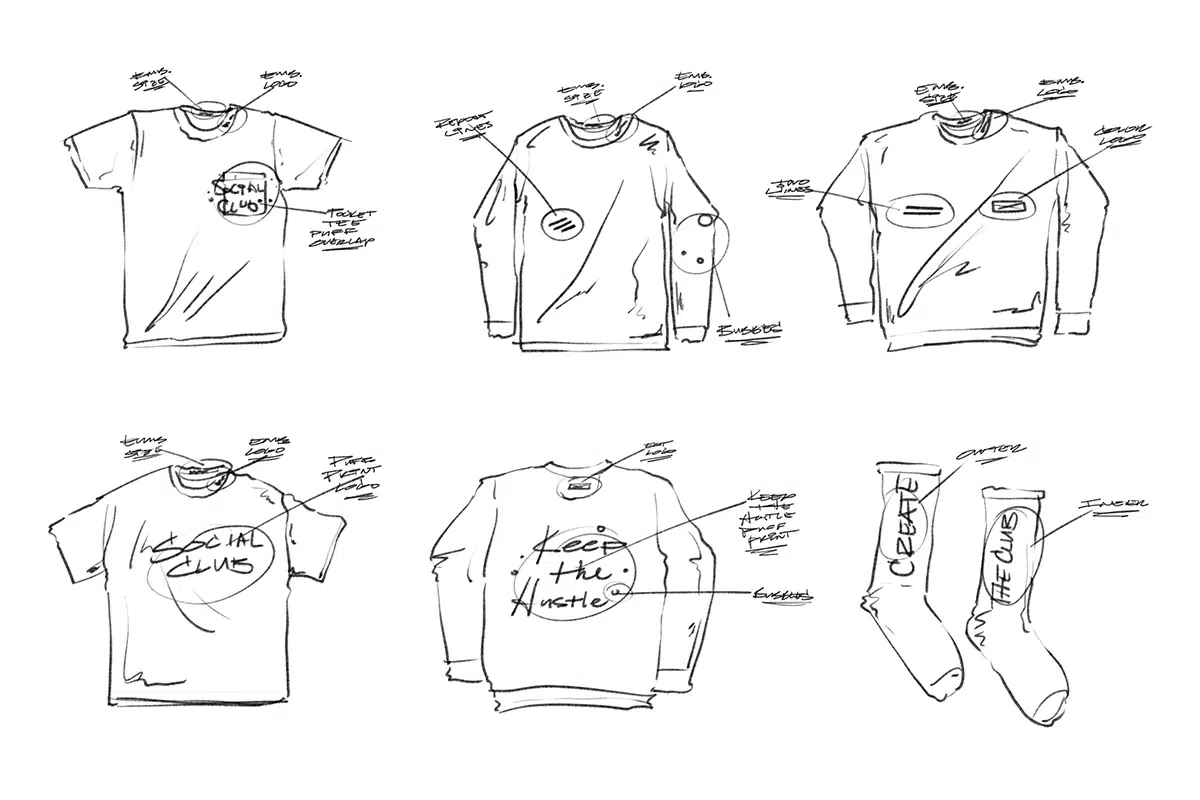 EMB.
SIZE
EMB.
LOGO
SOCIAL
CLUB
POCKET
TEE
PUFF
OVERLAP
EMB.
SIZE
EMB.
LOGO
REPEAT
LINES
BUBBLES
EMB.
SIZE
EMB.
LOGO
COLOR
LOGO
TWO
LINES
EMB.
SIZE
EMB.
LOGO
PUFF
PRINT
LOGO
SOCIAL
CLUB
LOGO
KEEP
THE
HUSTLE
PUFF
PRINT
Keep
the
Hustle
BUBBLES
OUTER
CREATE
INNER
THE CLUB